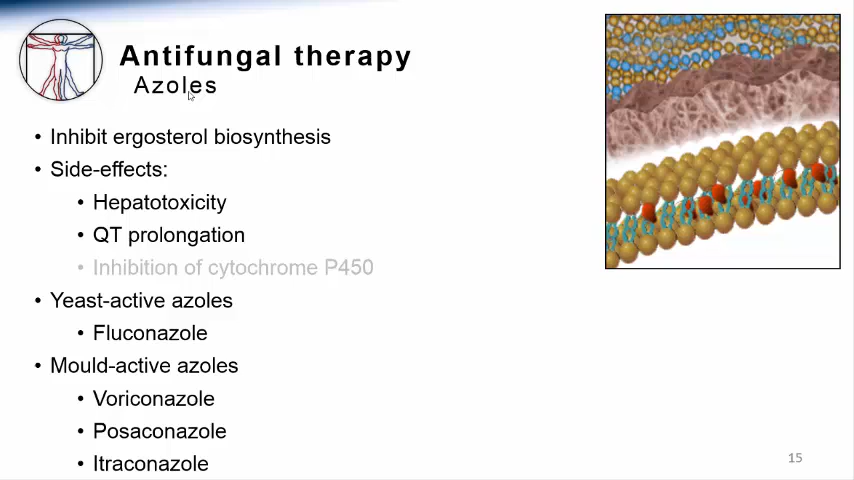 Antifungal therapy
Azoles
• Inhibit ergosterol biosynthesis
• Side-effects:
• Hepatotoxicity
• QT prolongation
• Inhibition of cytochrome P450
• Yeast-active azoles
• Fluconazole
• Mould-active azoles
• Voriconazole
• Posaconazole
• Itraconazole
15